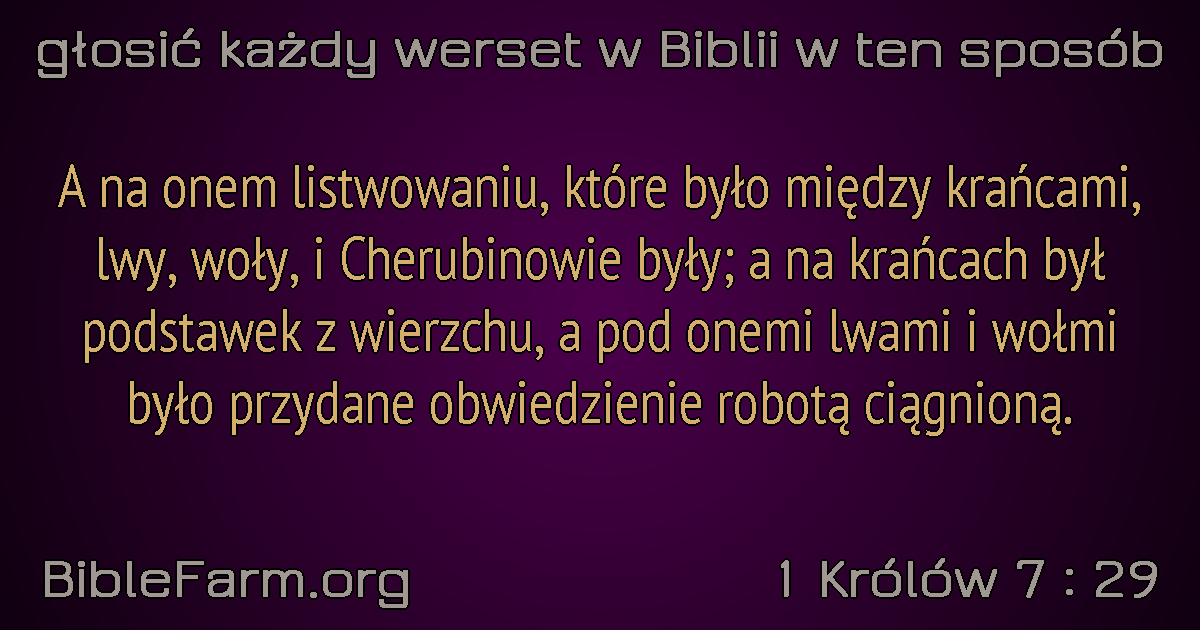 głosić każdy werset w Biblii w ten sposób
A na onem listwowaniu, które było między krańcami,
lwy, woły, i Cherubinowie były; a na krańcach był
podstawek z wierzchu, a pod onemi lwami i wołmi
było przydane obwiedzienie robotą ciągnioną.
BibleFarm.org
1 Królów 7 : 29